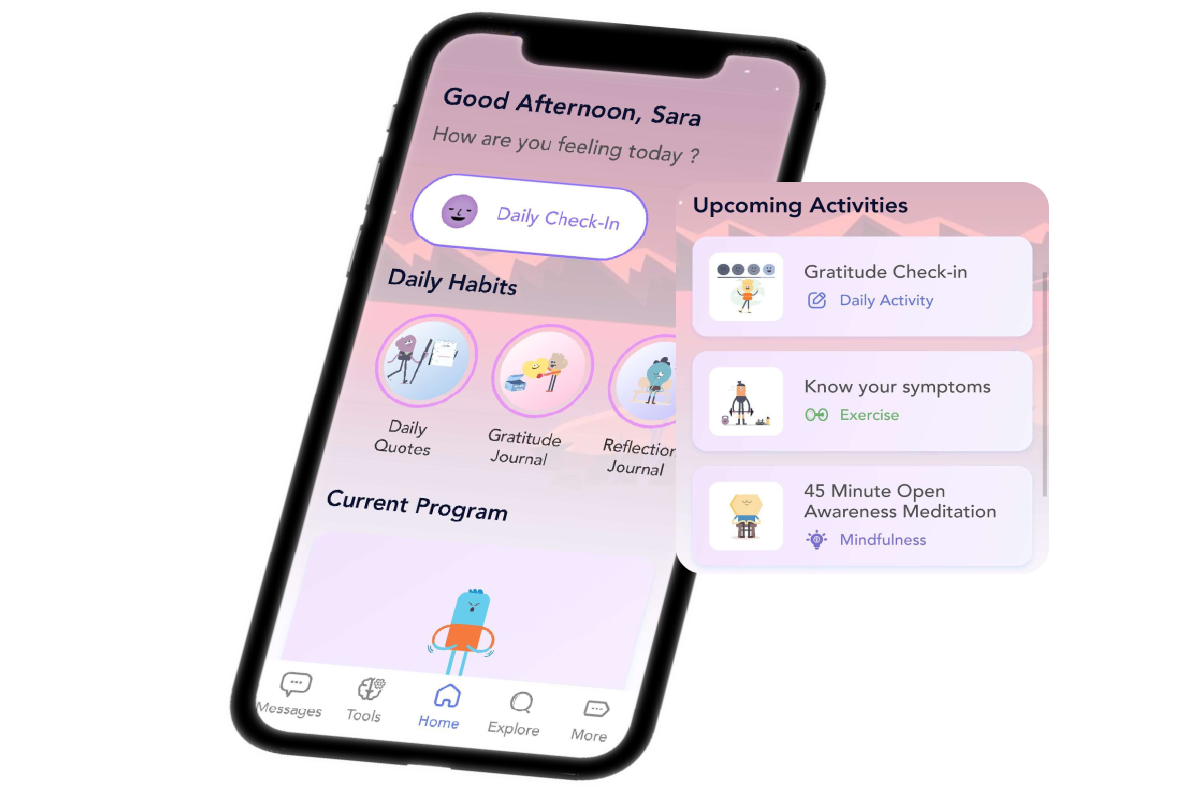 Good Afternoon, Sara
How are you feeling today ?
Daily Check-In
Daily Habits
Daily
Quotes
Gratitude
Journal
Reflection
Journal
Current Program
Messages
Tools
Home
Explore
More
Upcoming Activities
Gratitude Check-in
Daily Activity
Know your symptoms
Exercise
45 Minute Open
Awareness Meditation
Mindfulness